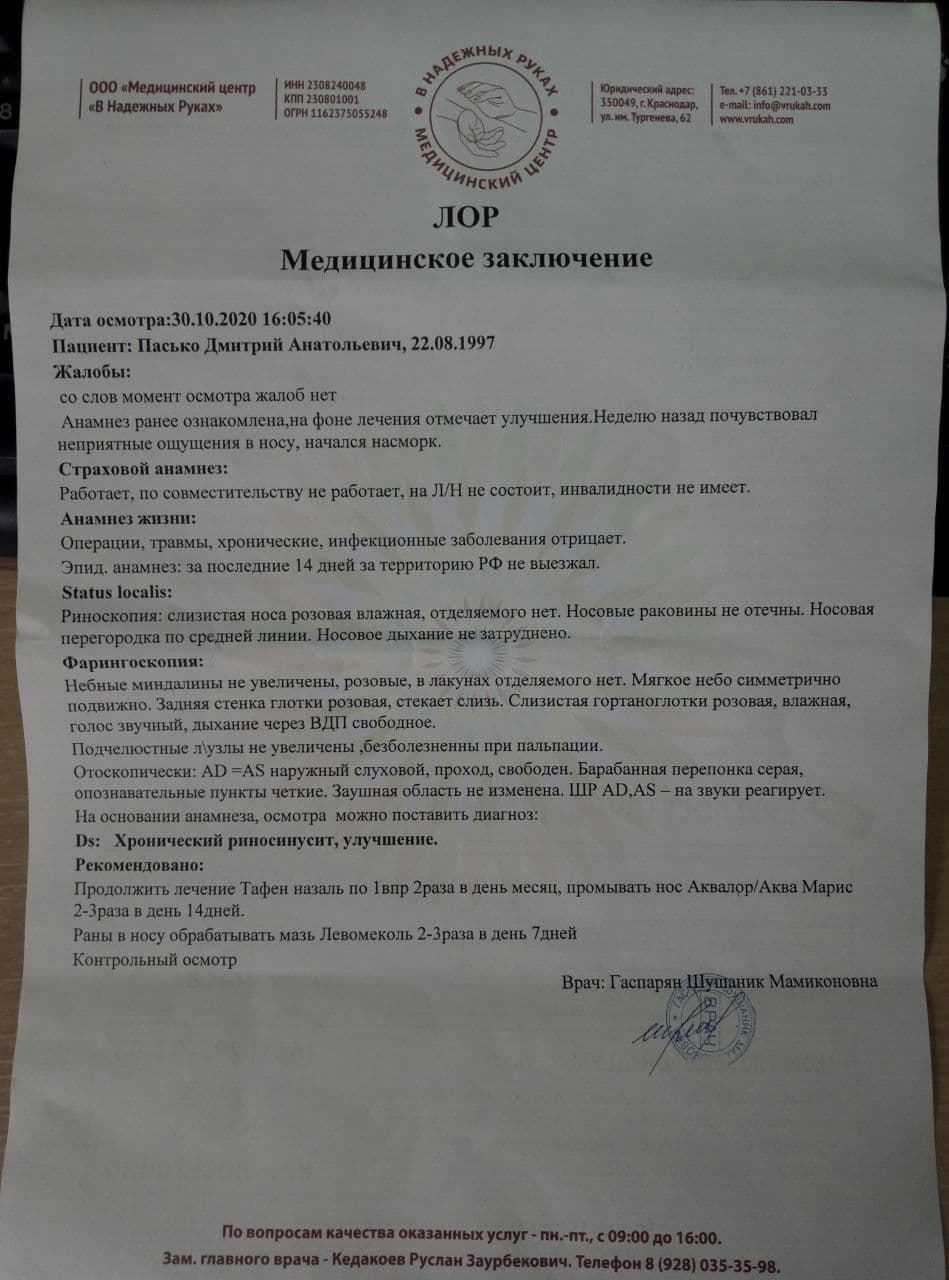 ООО «Медицинский центр
«В Надежных Руках»
ИНН 2308240048
КПП 230801001
ОГРН 1162375055248
В НАДЕЖНЫХ РУКАХ
МЕДИЦИНСКИЙ ЦЕНТР
Юридический адрес:
350049, г. Краснодар,
ул. им. Тургенева, 62
Тел. +7 (861) 221-03-33
e-mail: info@vrukah.com
www.vrukah.com
ЛОР
Медицинское заключение
Дата осмотра:30.10.2020 16:05:40
Пациент: Пасько Дмитрий Анатольевич, 22.08.1997
Жалобы:
со слов момент осмотра жалоб нет
Анамнез ранее ознакомлена,на фоне лечения отмечает улучшения.Неделю назад почувствовал
неприятные ощущения в носу, начался насморк.
Страховой анамнез:
Работает, по совместительству не работает, на Л/Н не состоит, инвалидности не имеет.
Анамнез жизни:
Операции, травмы, хронические, инфекционные заболевания отрицает.
Эпид. анамнез: за последние 14 дней за территорию РФ не выезжал.
Status localis:
Риноскопия: слизистая носа розовая влажная, отделяемого нет. Носовые раковины не отечны. Носовая
перегородка по средней линии. Носовое дыхание не затруднено.
Фарингоскопия:
Небные миндалины не увеличены, розовые, в лакунах отделяемого нет. Мягкое небо симметрично
подвижно. Задняя стенка глотки розовая, стекает слизь. Слизистая гортаноглотки розовая, влажная,
голос звучный, дыхание через ВДП свободное.
Подчелюстные л\узлы не увеличены ,безболезненны при пальпации.
Отоскопически: AD =AS наружный слуховой, проход, свободен. Барабанная перепонка серая,
опознавательные пункты четкие. Заушная область не изменена. ШР AD,AS – на звуки реагирует.
На основании анамнеза, осмотра можно поставить диагноз:
Ds: Хронический риносинусит, улучшение.
Рекомендовано:
Продолжить лечение Тафен назаль по 1впр 2раза в день месяц, промывать нос Аквалор/Аква Марис
2-3раза в день 14дней.
Раны в носу обрабатывать мазь Левомеколь 2-3раза в день 7дней
Контрольный осмотр
Врач: Гаспарян Шушаник Мамиконовна
ВРАЧ
По вопросам качества оказанных услуг - пн.-пт., с 09:00 до 16:00.
Зам. главного врача - Кедакоев Руслан Заурбекович. Телефон 8 (928) 035-35-98.